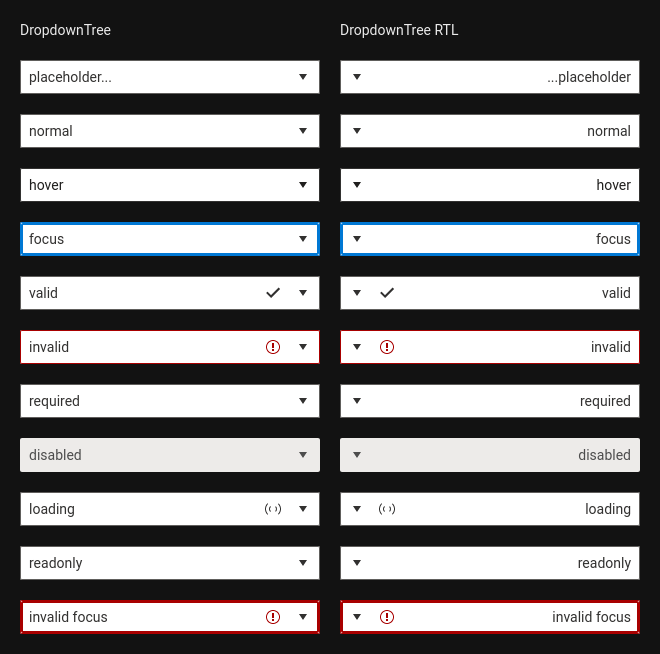 DropdownTree
DropdownTree RTL
placeholder...
...placeholder
normal
normal
hover
hover
focus
focus
valid
valid
invalid
invalid
required
required
disabled
disabled
loading
loading
readonly
readonly
invalid focus
invalid focus